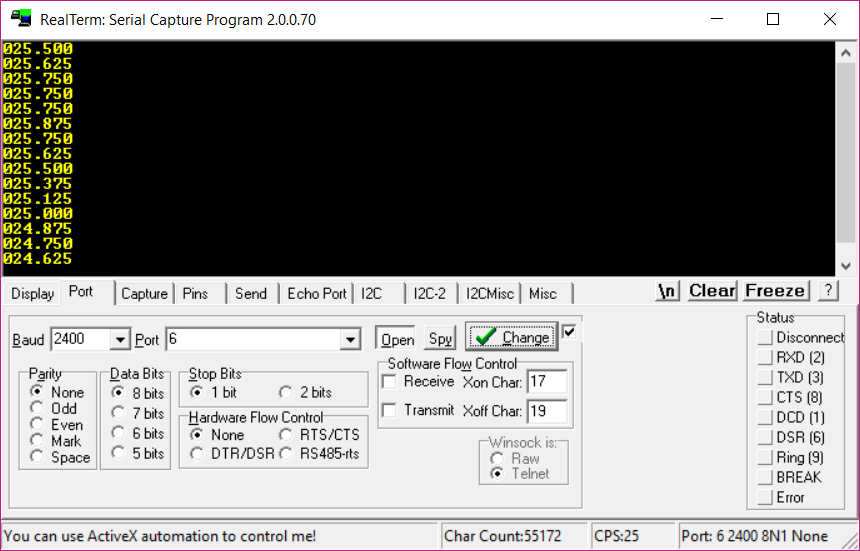 RealTerm: Serial Capture Program 2.0.0.70
025.500
025.625
025.750
025.750
025.750
025.875
025.750
025.625
025.500
025.375
025.125
025.000
024.875
024.750
024.625
Display Port Capture Pins Send Echo Port I2C I2C-2 I2CMisc Misc \n Clear Freeze ?
Baud 2400 Port 6 Open Spy Change
Parity
None
Odd
Even
Mark
Space
Data Bits
8 bits
7 bits
6 bits
5 bits
Stop Bits
1 bit 2 bits
Hardware Flow Control
None RTS/CTS
DTR/DSR RS485-rts
Software Flow Control
Receive Xon Char: 17
Transmit Xoff Char: 19
Winsock is:
Raw
Telnet
Status
Disconnect
RXD (2)
TXD (3)
CTS (8)
DCD (1)
DSR (6)
Ring (9)
BREAK
Error
You can use ActiveX automation to control me! Char Count:55172 CPS:25 Port: 6 2400 8N1 None